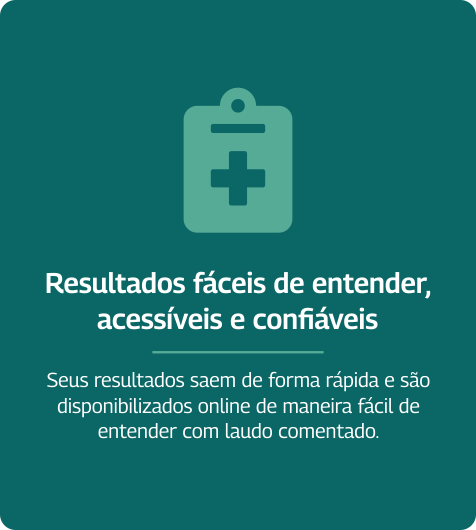 Resultados fáceis de entender,
acessíveis e confiáveis
Seus resultados saem de forma rápida e são
disponibilizados online de maneira fácil de
entender com laudo comentado.